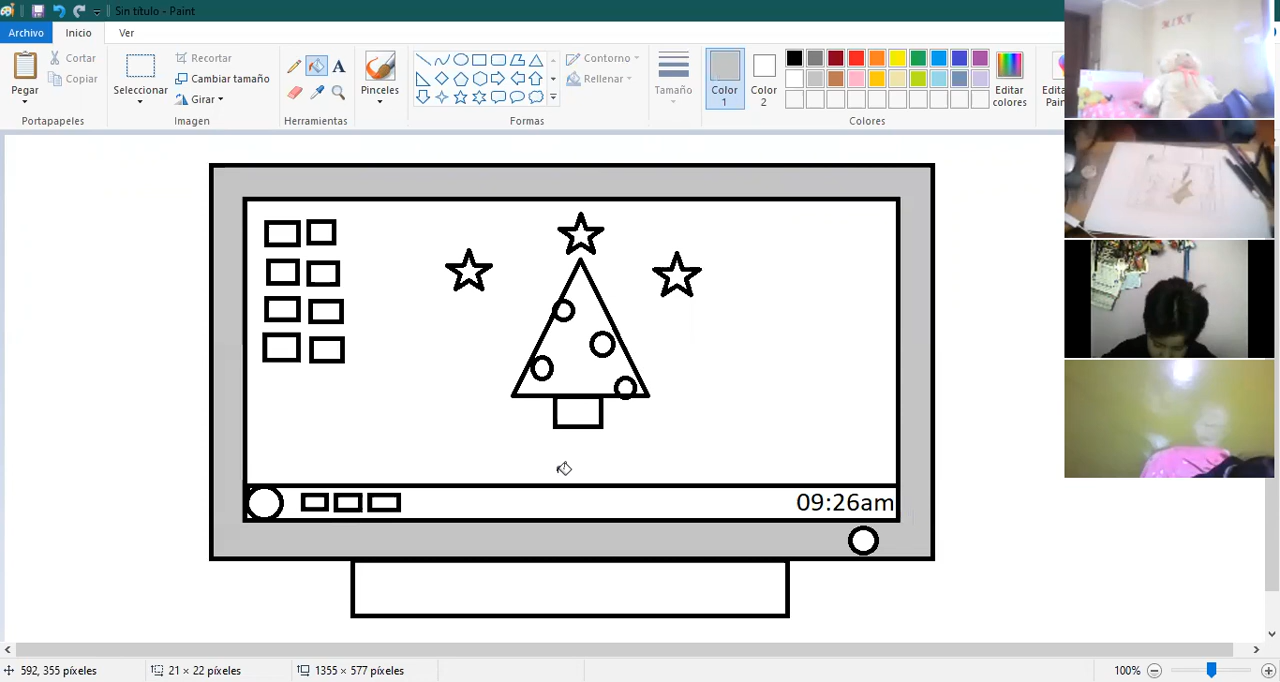 Sin título - Paint
Archivo Inicio Ver
Pegar
Cortar
Copiar
Portapapeles
Seleccionar
Recortar
Cambiar tamaño
Girar
Imagen
A
Herramientas
Pinceles
Contorno
Rellenar
Formas
Tamaño
Color 1
Color 2
Editar colores
Colores
09:26am
592, 355 píxeles 21 × 22 píxeles 1355 × 577 píxeles 100%